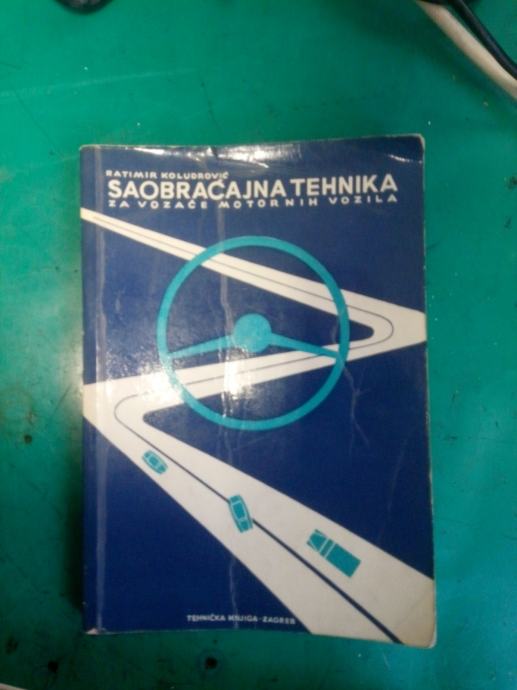 RATIMIR KOLUDROVIĆ
SAOBRAĆAJNA TEHNIKA
ZA VOZAČE MOTORNIH VOZILA
TEHNIČKA KNJIGA-ZAGREB